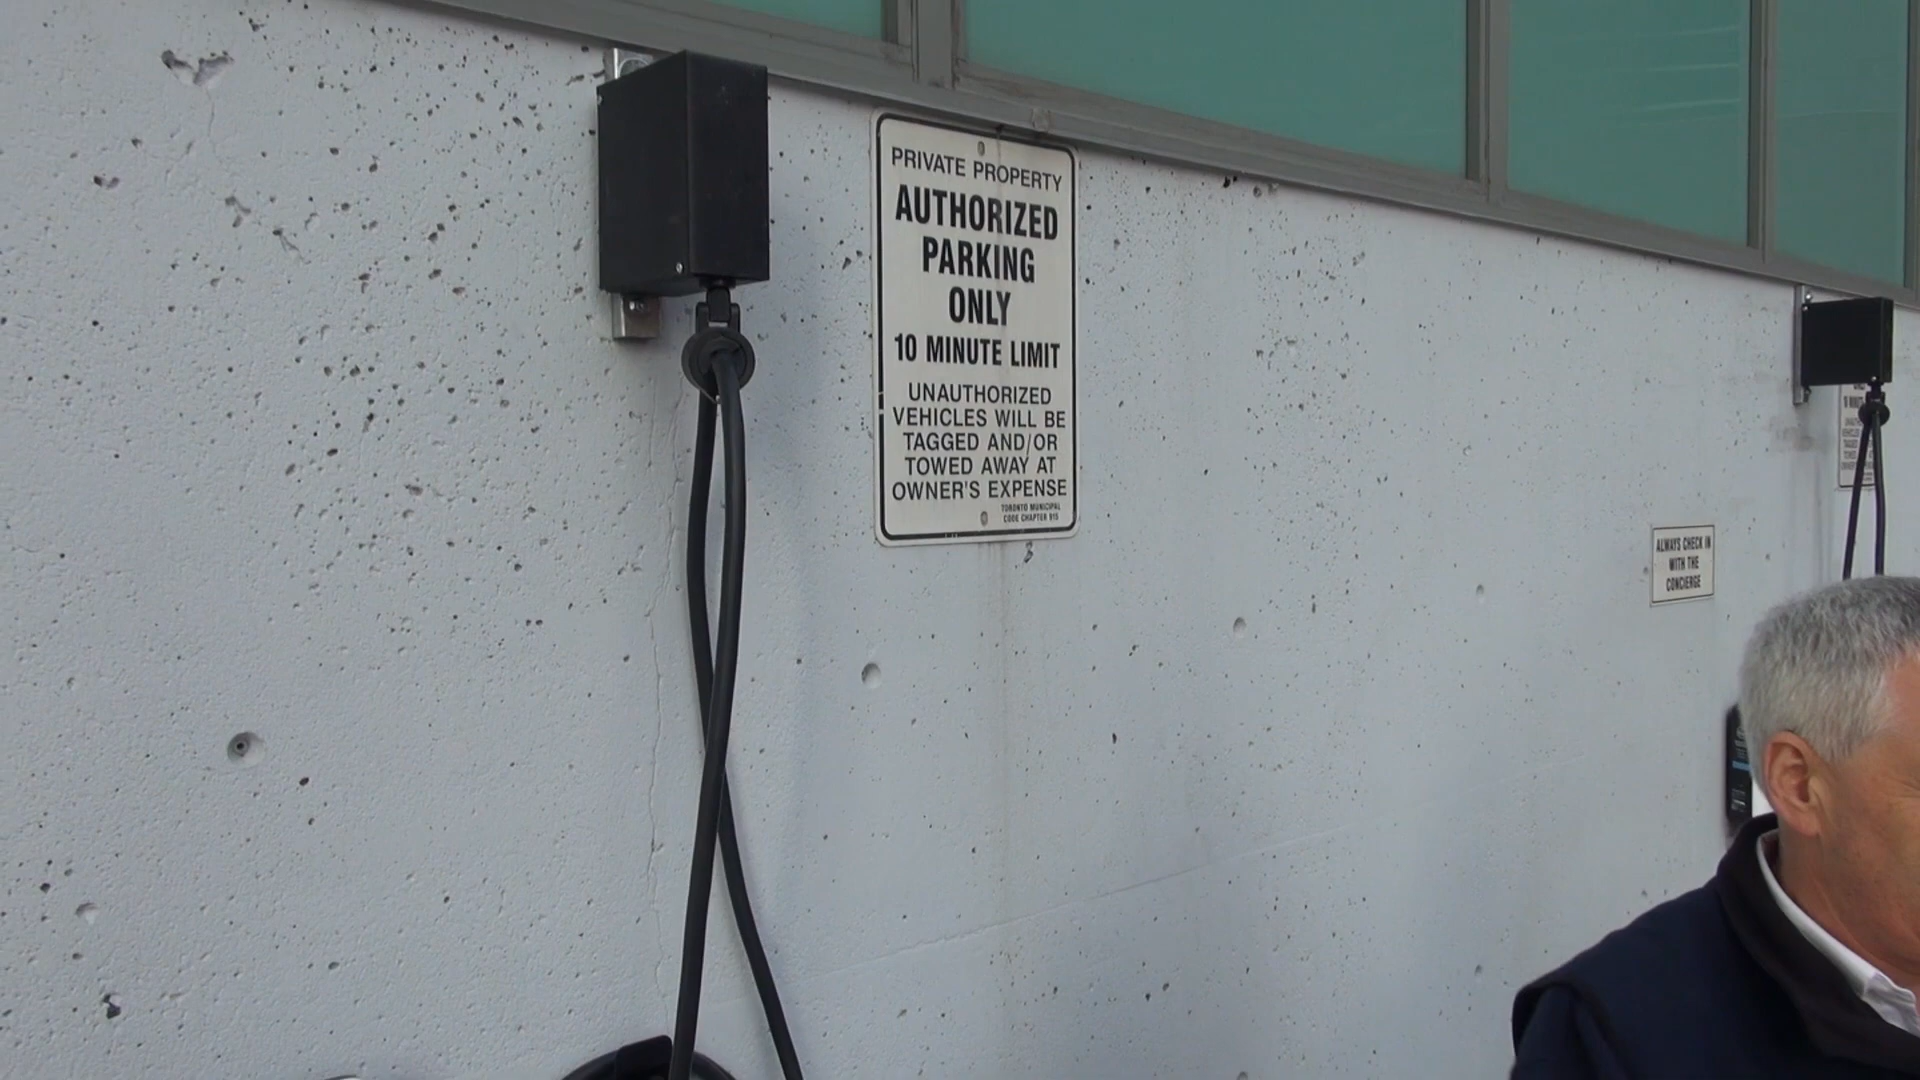 PRIVATE PROPERTY
AUTHORIZED
PARKING
ONLY
10 MINUTE LIMIT
UNAUTHORIZED
VEHICLES WILL BE
TAGGED AND/OR
TOWED AWAY AT
OWNER'S EXPENSE
TORONTO MUNICIPAL
CODE CHAPTER 915
ALWAYS CHECK IN
WITH THE
CONCIERGE